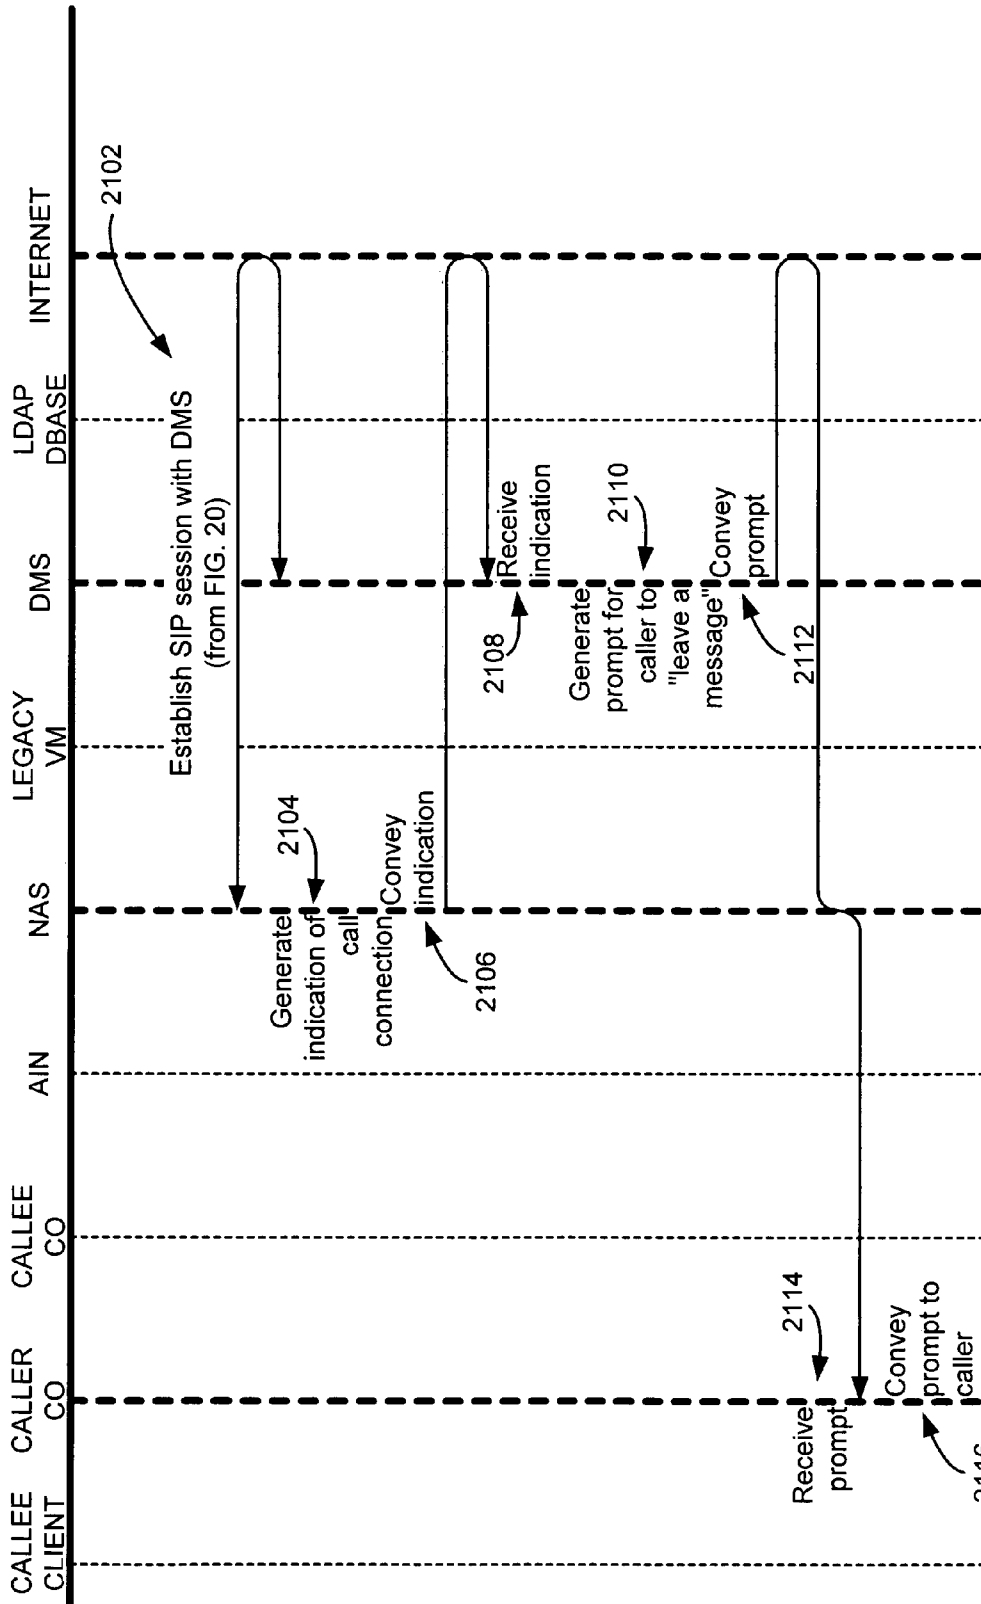 CALLEE
CLIENT
CALLER
CO
CALLEE
CO
AIN
NAS
LEGACY
VM
DMS
LDAP
DBASE
INTERNET
2102
Establish SIP session with DMS
(from FIG. 20)
2104
Generate
indication of
call
connection
Convey
indication
2106
2108
Receive
indication
Generate
prompt for
caller to
"leave a
message"
2110
Convey
prompt
2112
2114
Receive
prompt
Convey
prompt to
caller